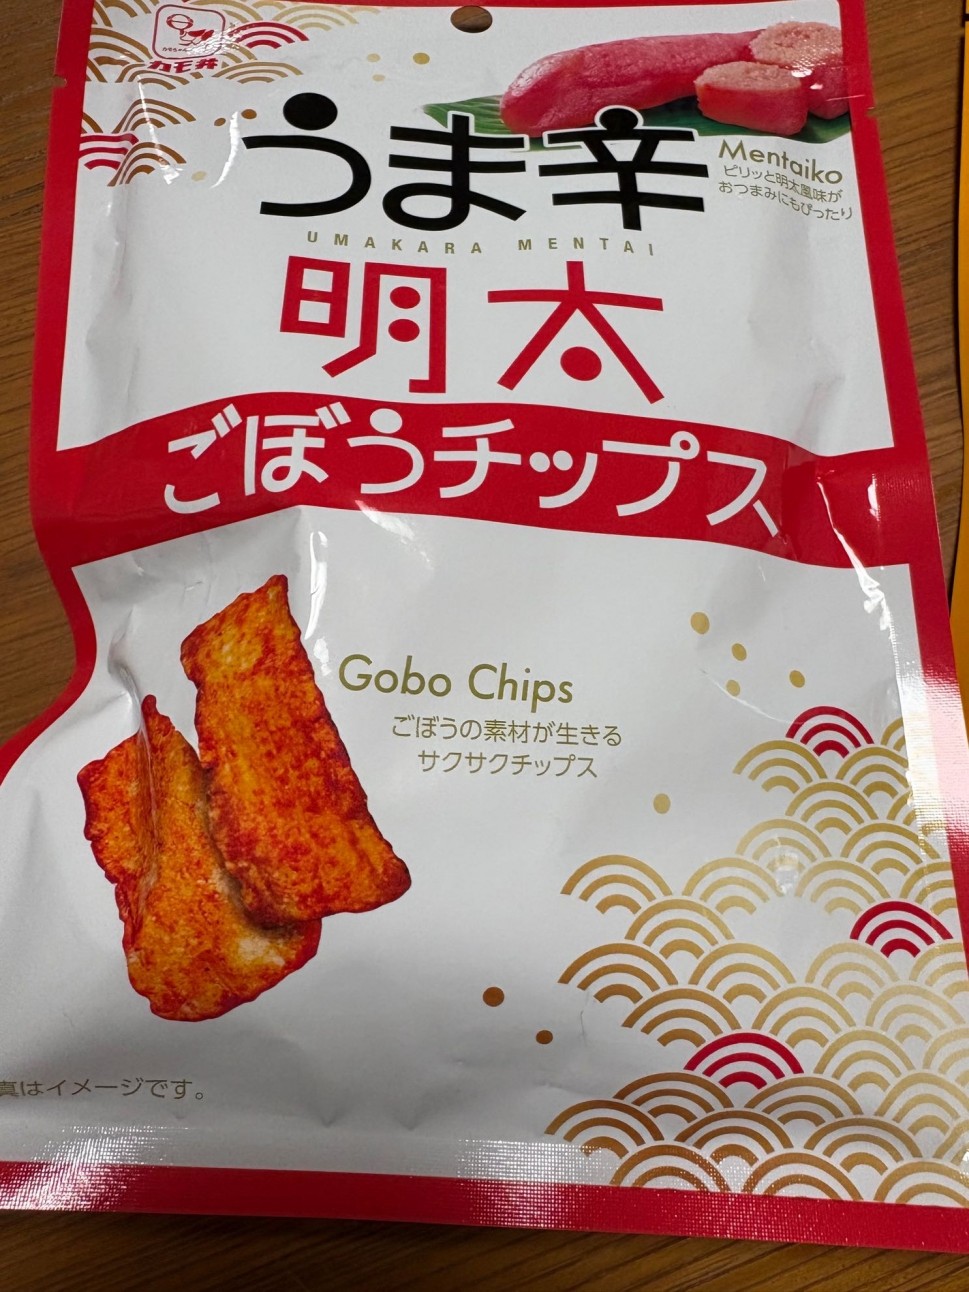 カモ井
うま辛
Mentaiko
ピリッと明太風味が
おつまみにもぴったり
UMAKARA MENTAI
明太
ごぼうチップス
Gobo Chips
ごぼうの素材が生きる
サクサクチップス
真はイメージです。